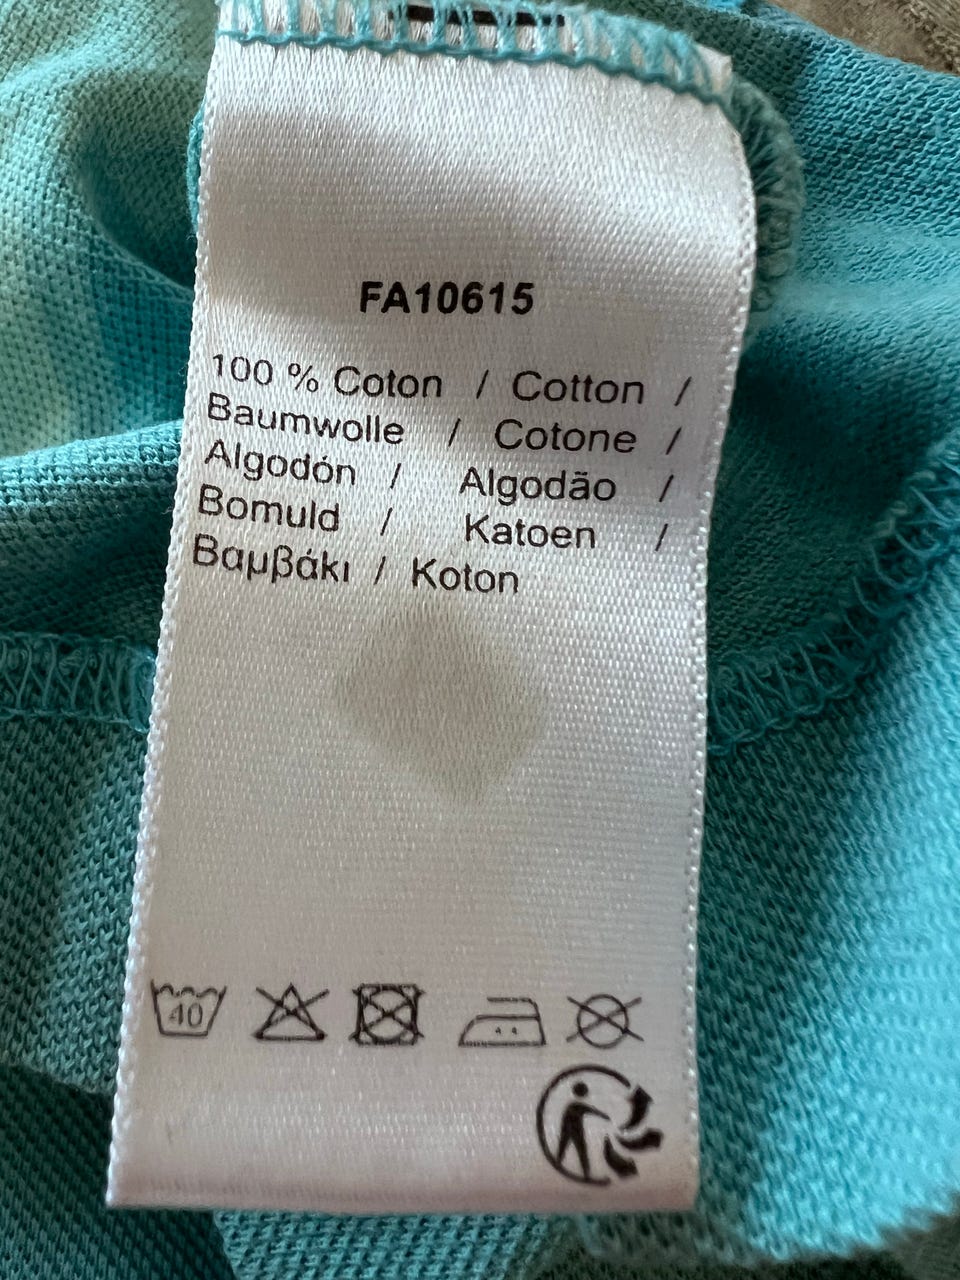 FA10615
100 % Coton / Cotton /
Baumwolle / Cotone /
Algodón / Algodão /
Bomuld / Katoen /
Βαμβάκι / Koton
40